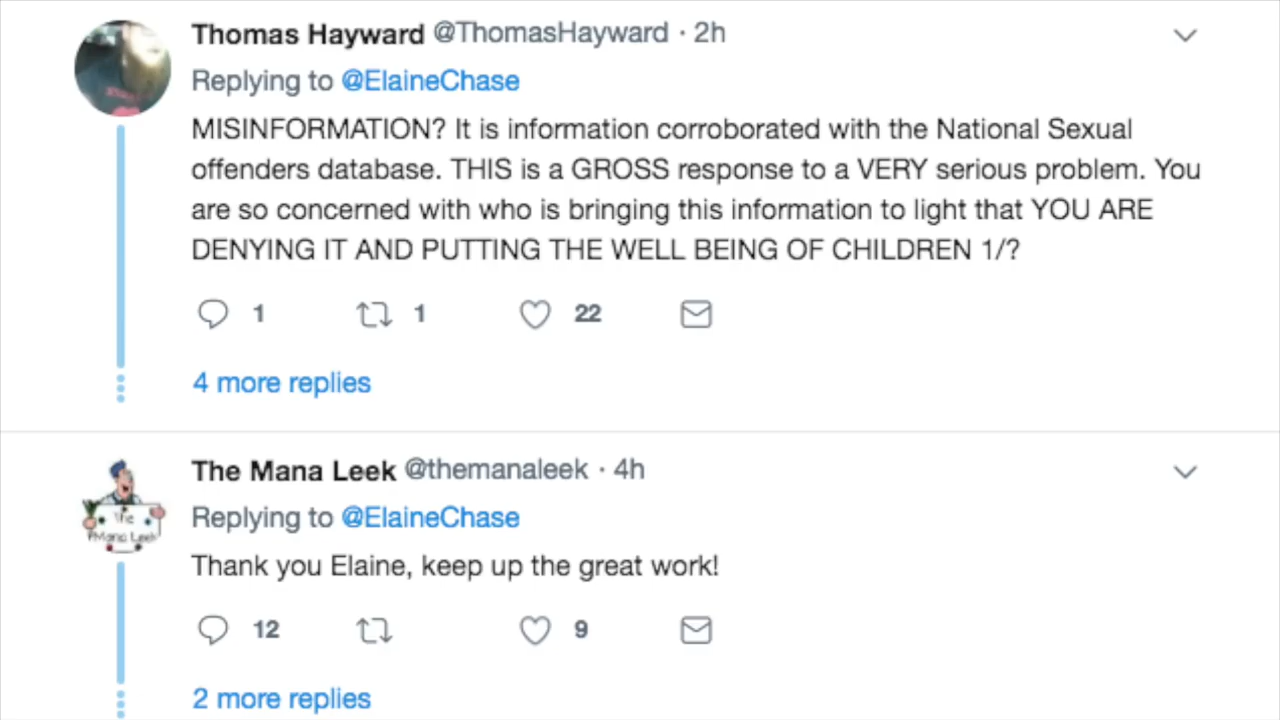 Thomas Hayward @ThomasHayward · 2h
Replying to @ElaineChase
MISINFORMATION? It is information corroborated with the National Sexual
offenders database. THIS is a GROSS response to a VERY serious problem. You
are so concerned with who is bringing this information to light that YOU ARE
DENYING IT AND PUTTING THE WELL BEING OF CHILDREN 1/?
1 1 22
4 more replies
The Mana Leek @themanaleek · 4h
The
Mana Leek
Replying to @ElaineChase
Thank you Elaine, keep up the great work!
12 9
2 more replies